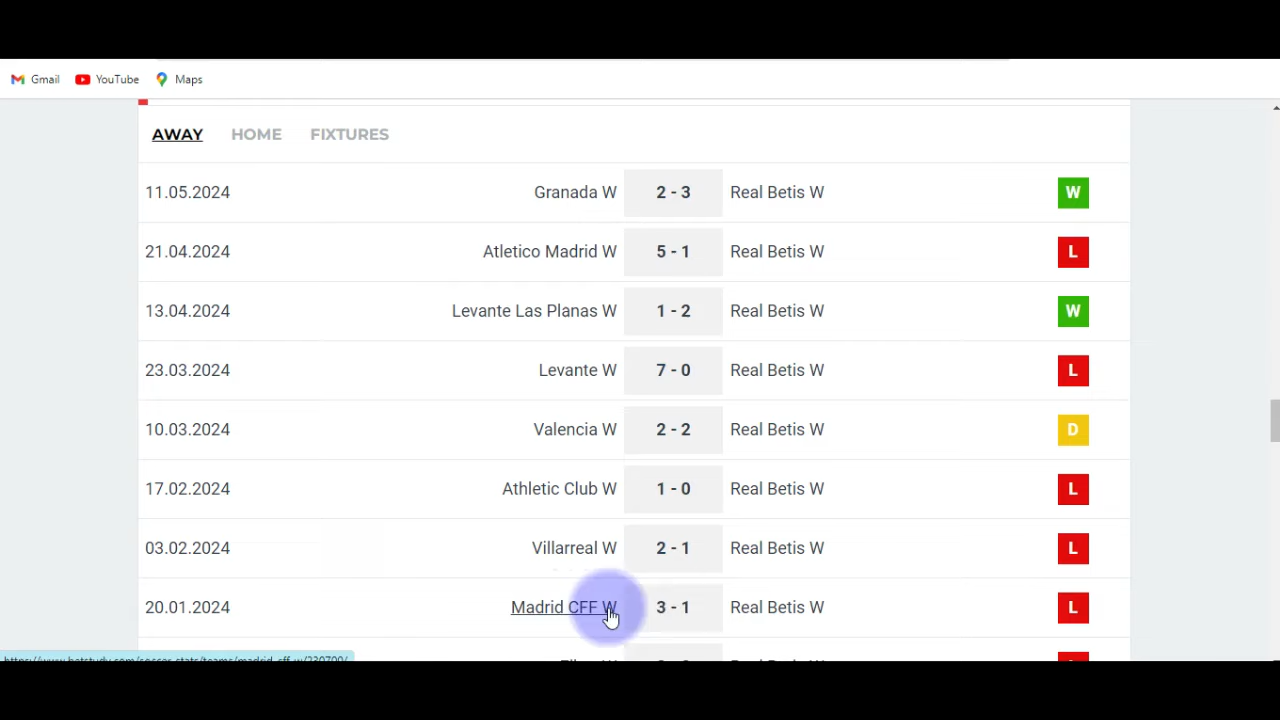 Gmail YouTube Maps
AWAY HOME FIXTURES
11.05.2024 Granada W 2 - 3 Real Betis W W
21.04.2024 Atletico Madrid W 5 - 1 Real Betis W L
13.04.2024 Levante Las Planas W 1 - 2 Real Betis W W
23.03.2024 Levante W 7 - 0 Real Betis W L
10.03.2024 Valencia W 2 - 2 Real Betis W D
17.02.2024 Athletic Club W 1 - 0 Real Betis W L
03.02.2024 Villarreal W 2 - 1 Real Betis W L
20.01.2024 Madrid CFF W 3 - 1 Real Betis W L